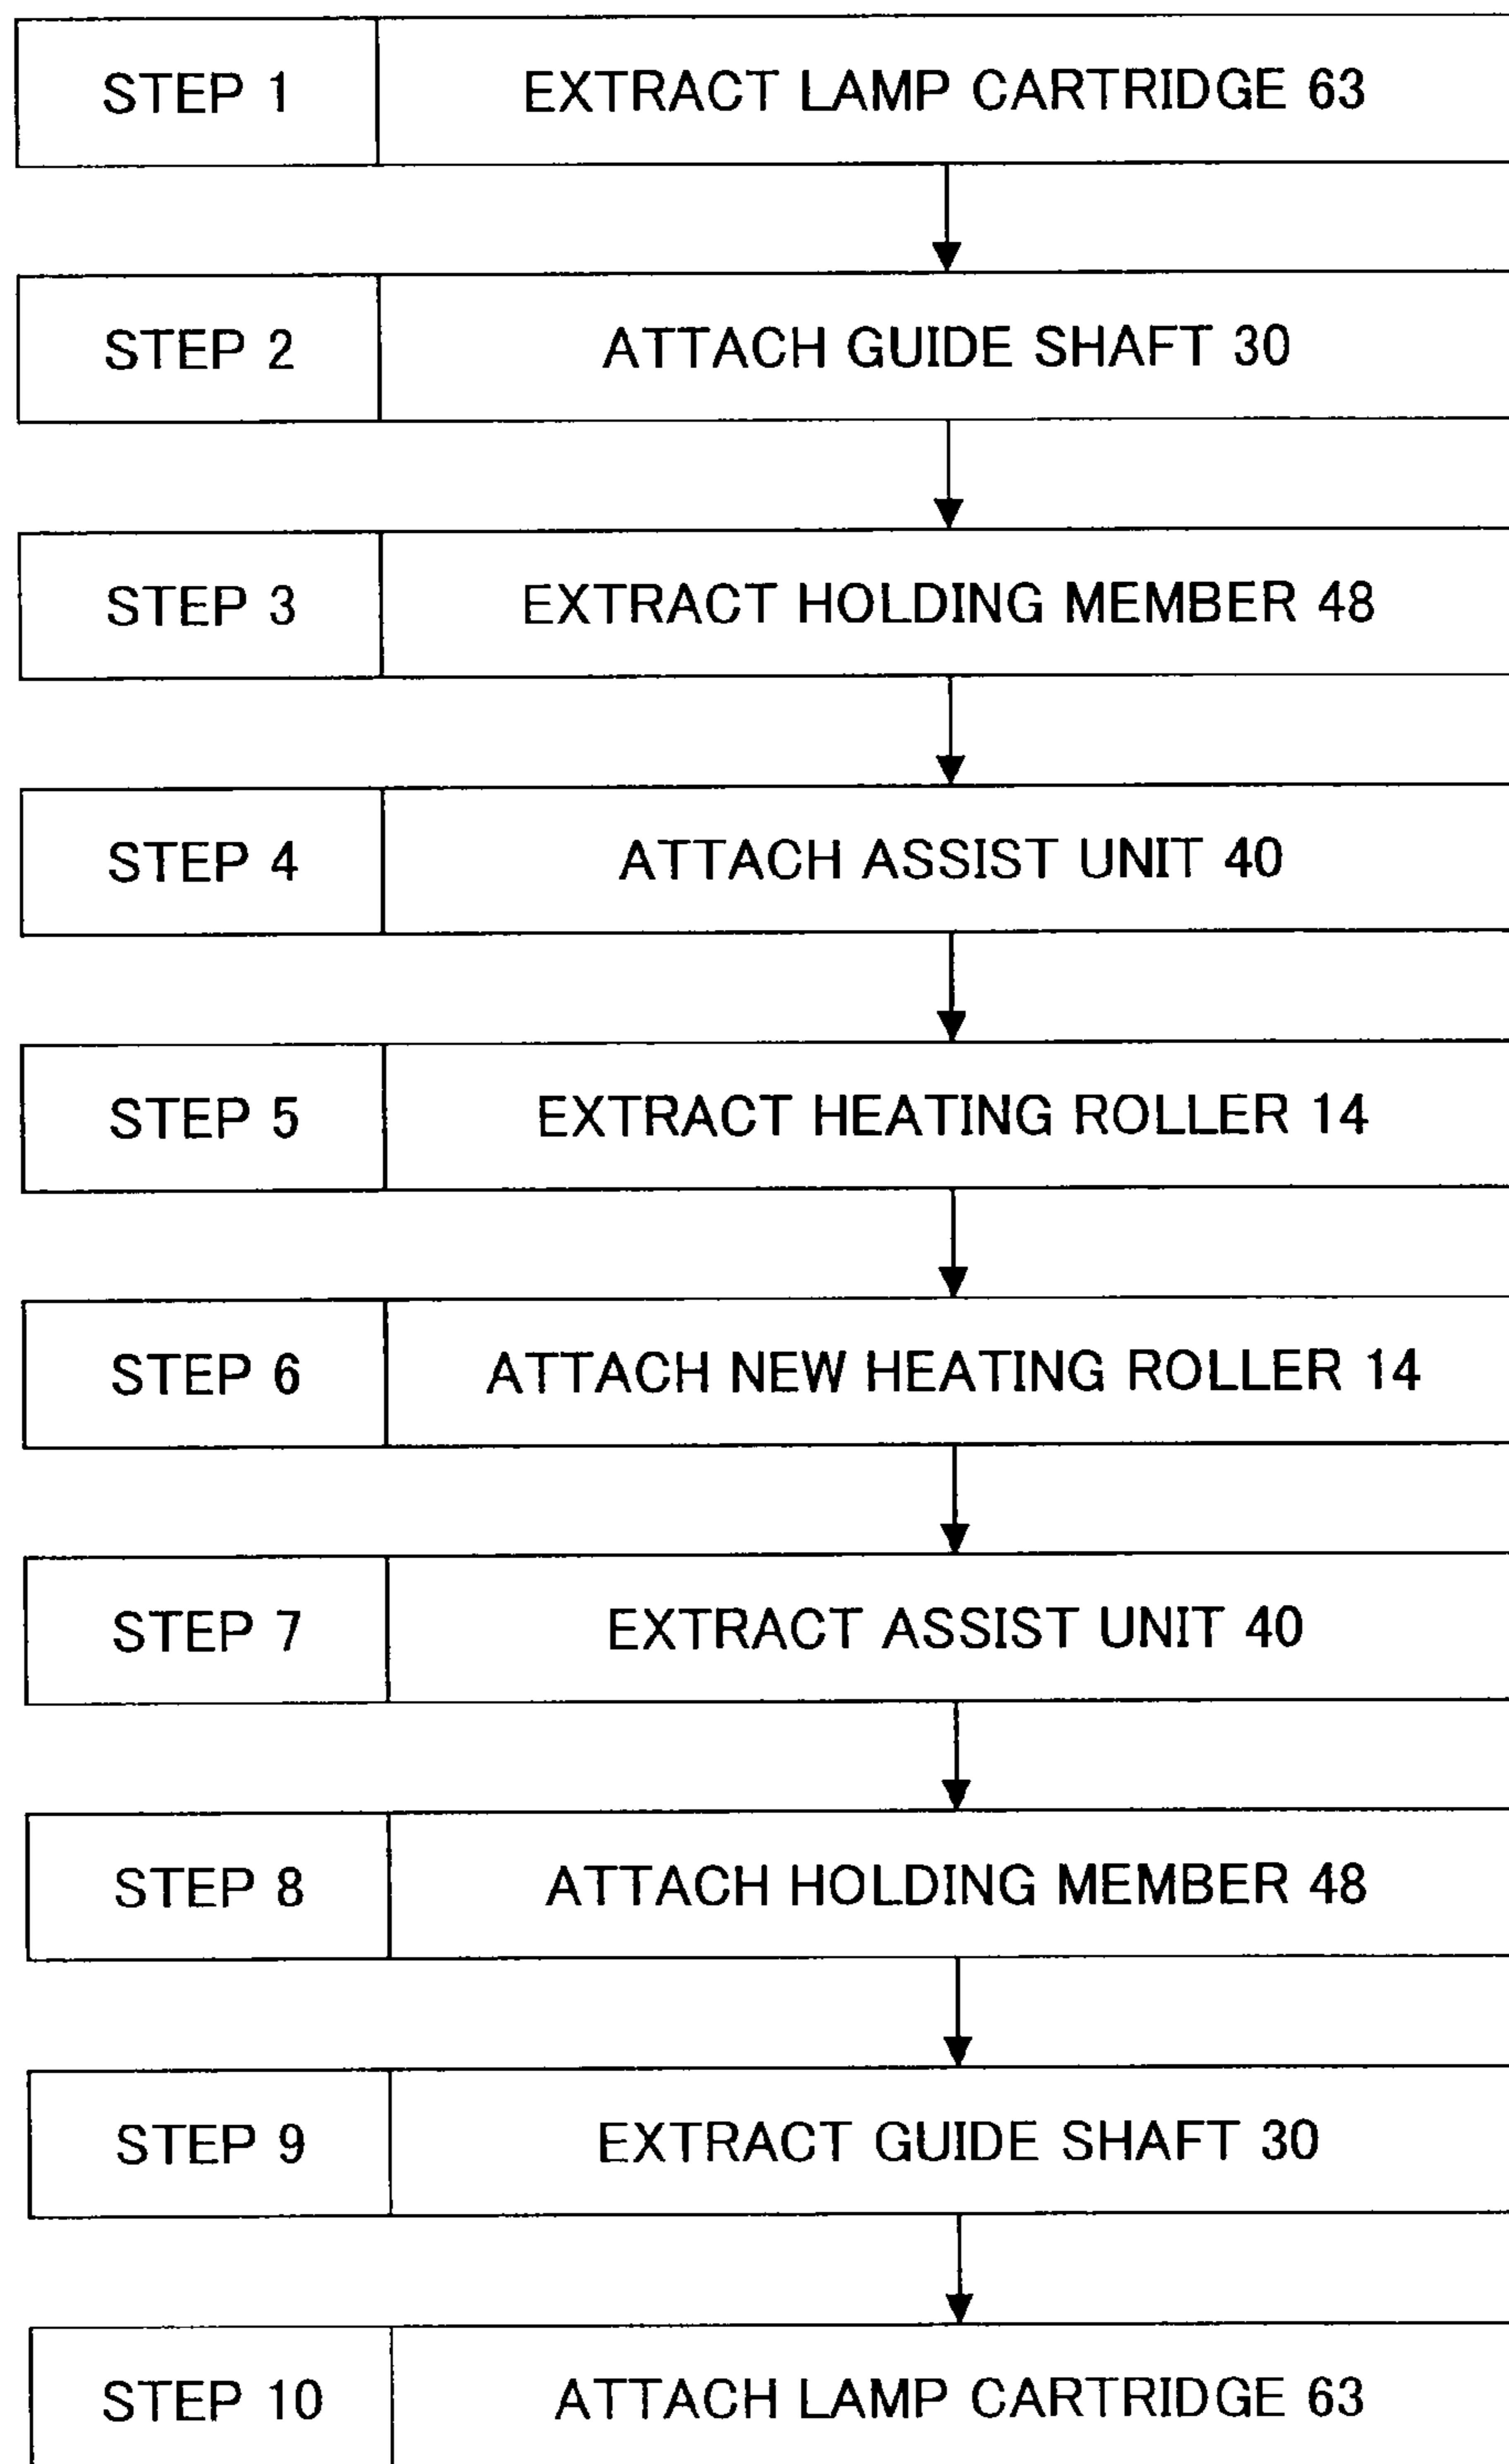 STEP 1 EXTRACT LAMP CARTRIDGE 63
STEP 2 ATTACH GUIDE SHAFT 30
STEP 3 EXTRACT HOLDING MEMBER 48
STEP 4 ATTACH ASSIST UNIT 40
STEP 5 EXTRACT HEATING ROLLER 14
STEP 6 ATTACH NEW HEATING ROLLER 14
STEP 7 EXTRACT ASSIST UNIT 40
STEP 8 ATTACH HOLDING MEMBER 48
STEP 9 EXTRACT GUIDE SHAFT 30
STEP 10 ATTACH LAMP CARTRIDGE 63